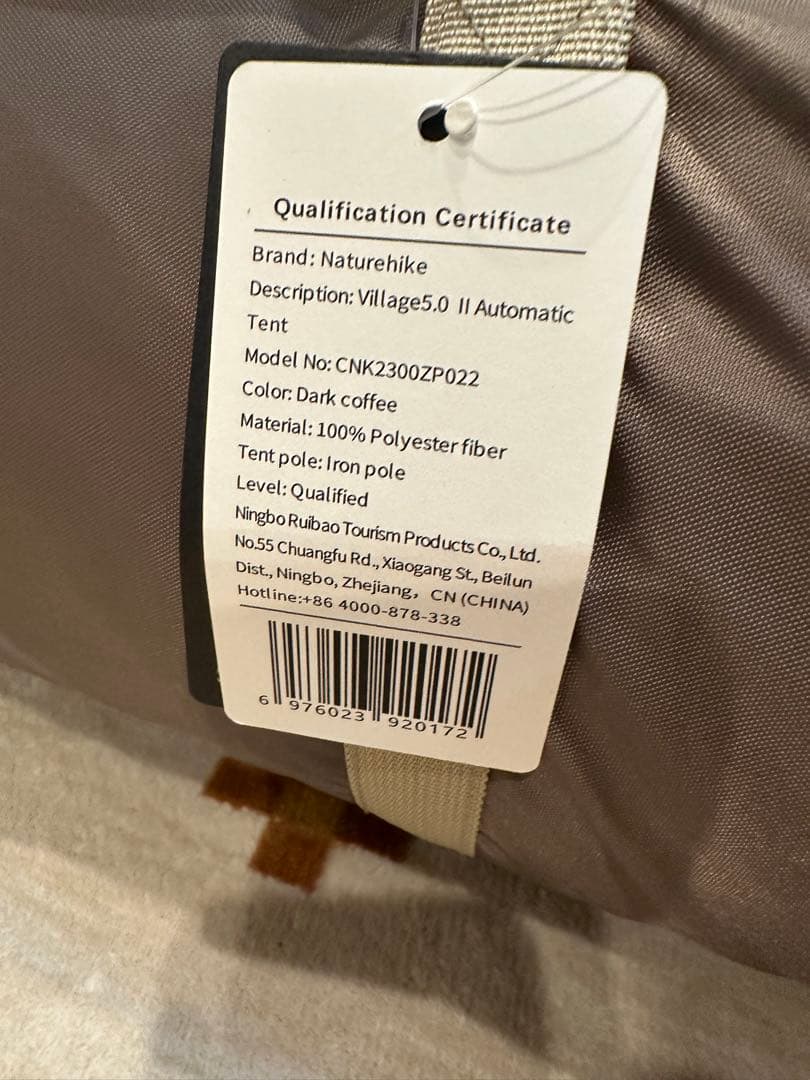 Qualification Certificate
Brand: Naturehike
Description: Village5.0 II Automatic
Tent
Model No: CNK2300ZP022
Color: Dark coffee
Material: 100% Polyester fiber
Tent pole: Iron pole
Level: Qualified
Ningbo Ruibao Tourism Products Co., Ltd.
No.55 Chuangfu Rd., Xiaogang St., Beilun
Dist., Ningbo, Zhejiang，CN (CHINA)
Hotline:+86 4000-878-338
6 976023 920172